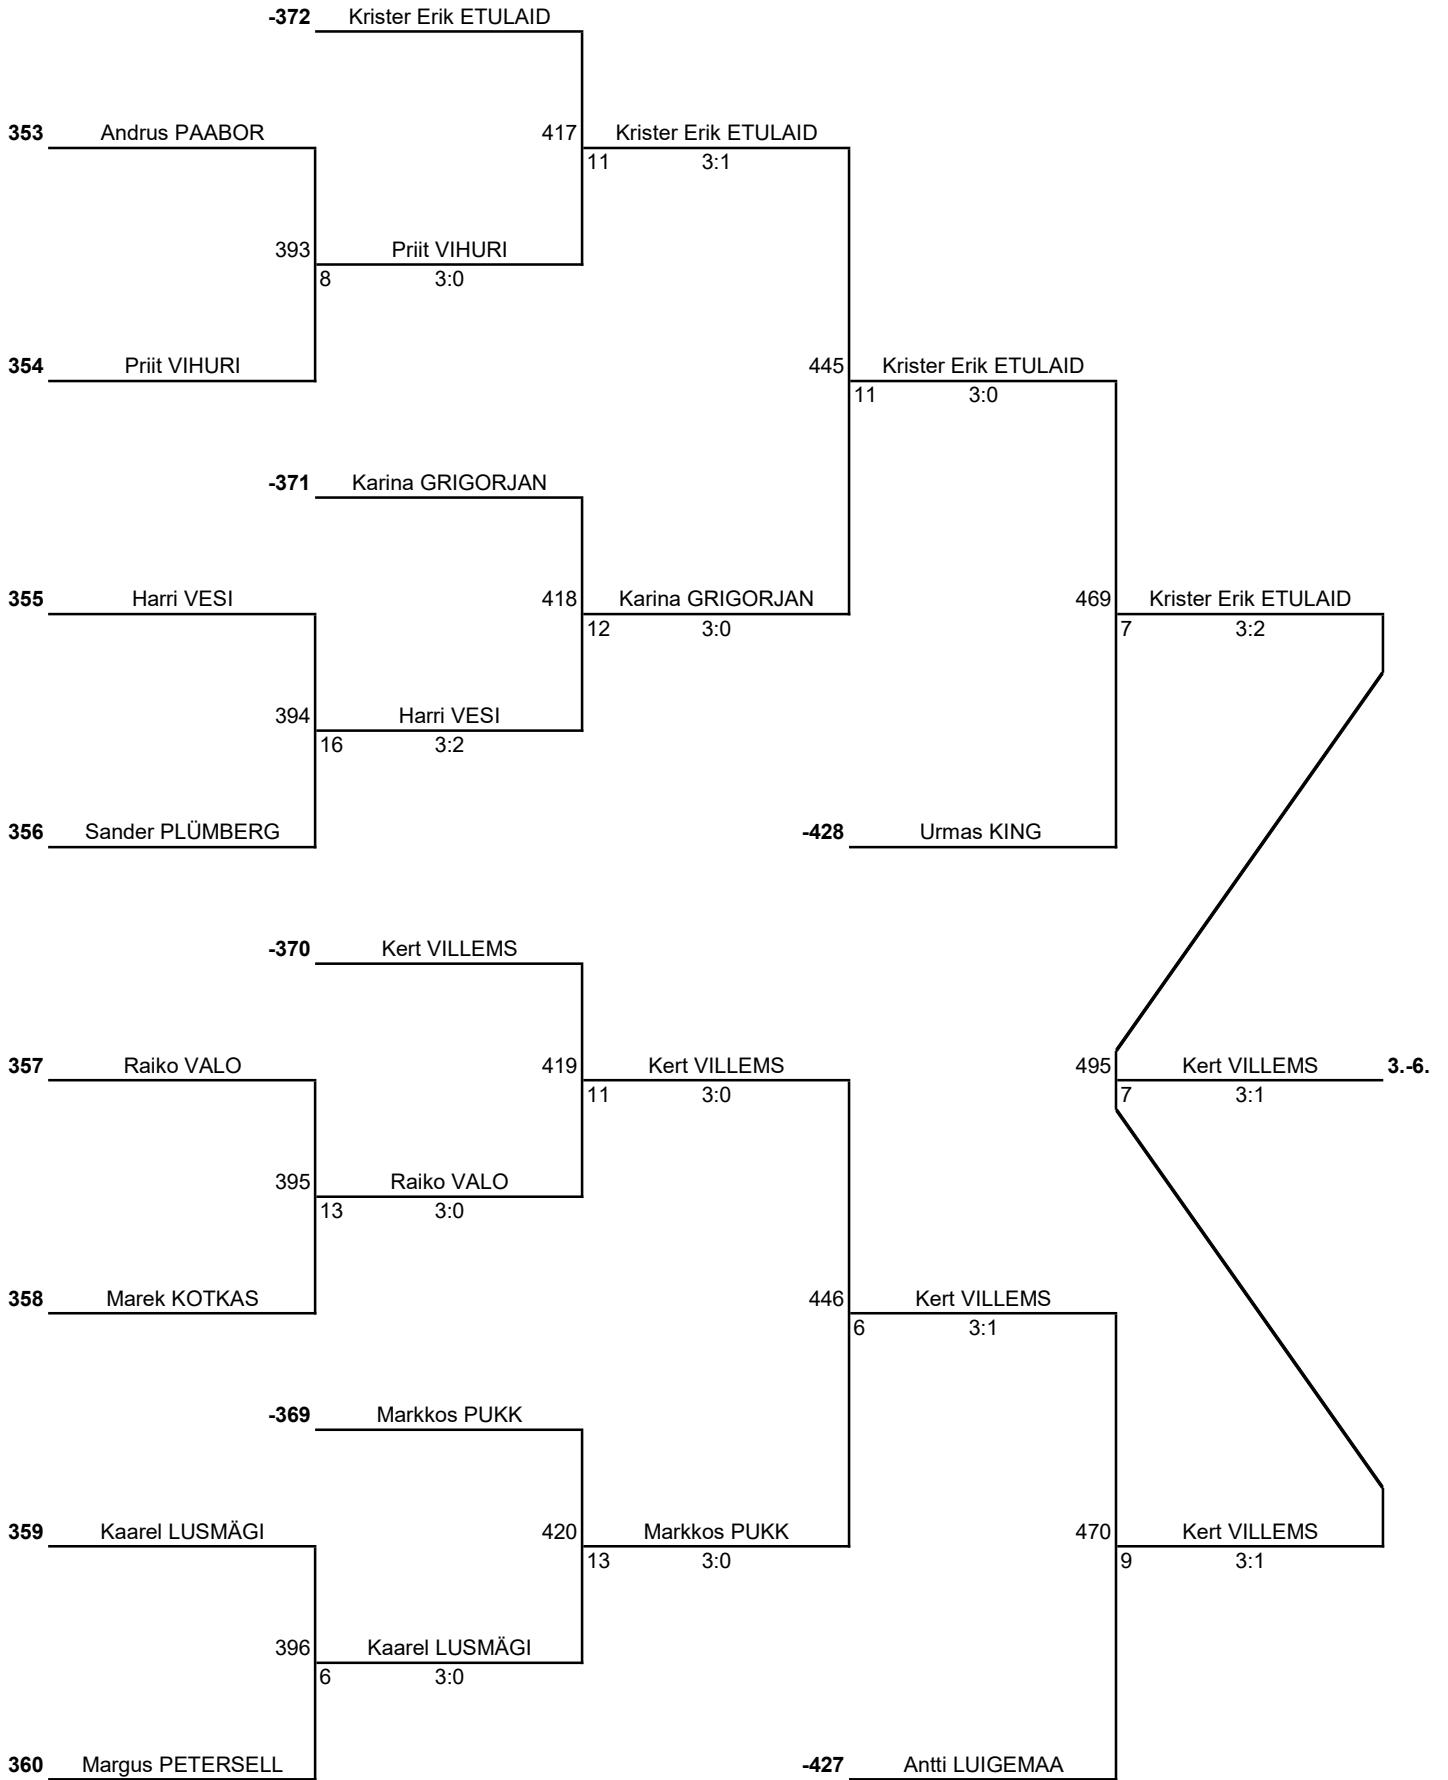 -372 Krister Erik ETULAID
353 Andrus PAABOR 417 Krister Erik ETULAID
11 3:1
393 Priit VIHURI
8 3:0
354 Priit VIHURI 445 Krister Erik ETULAID
11 3:0
-371 Karina GRIGORJAN
355 Harri VESI 418 Karina GRIGORJAN 469 Krister Erik ETULAID
12 3:0 7 3:2
394 Harri VESI
16 3:2
356 Sander PLÜMBERG -428 Urmas KING
-370 Kert VILLEMS
357 Raiko VALO 419 Kert VILLEMS 495 Kert VILLEMS 3.-6.
11 3:0 7 3:1
395 Raiko VALO
13 3:0
358 Marek KOTKAS 446 Kert VILLEMS
6 3:1
-369 Markkos PUKK
359 Kaarel LUSMÄGI 420 Markkos PUKK 470 Kert VILLEMS
13 3:0 9 3:1
396 Kaarel LUSMÄGI
6 3:0
360 Margus PETERSELL -427 Antti LUIGEMAA